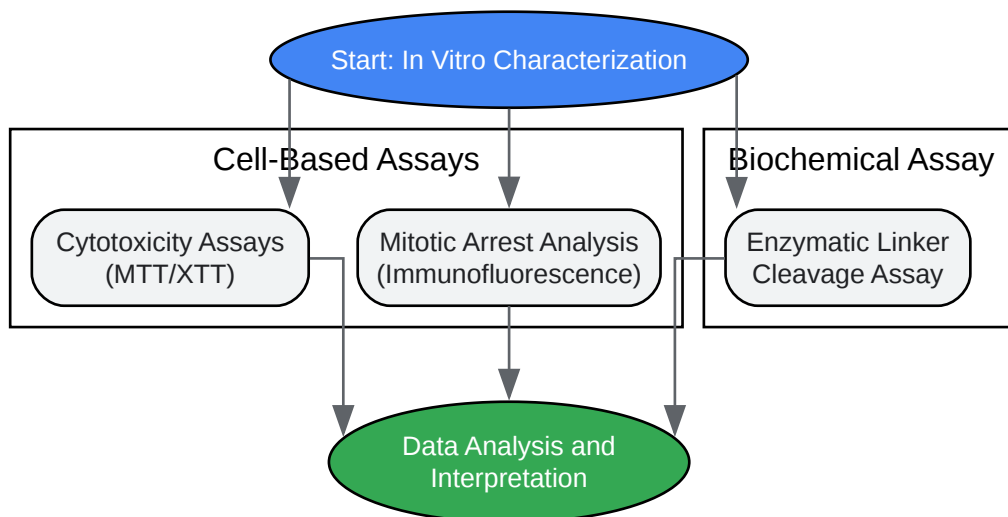 Start: In Vitro Characterization
Cell-Based Assays
Biochemical Assay
Cytotoxicity Assays
(MTT/XTT)
Mitotic Arrest Analysis
(Immunofluorescence)
Enzymatic Linker
Cleavage Assay
Data Analysis and
Interpretation